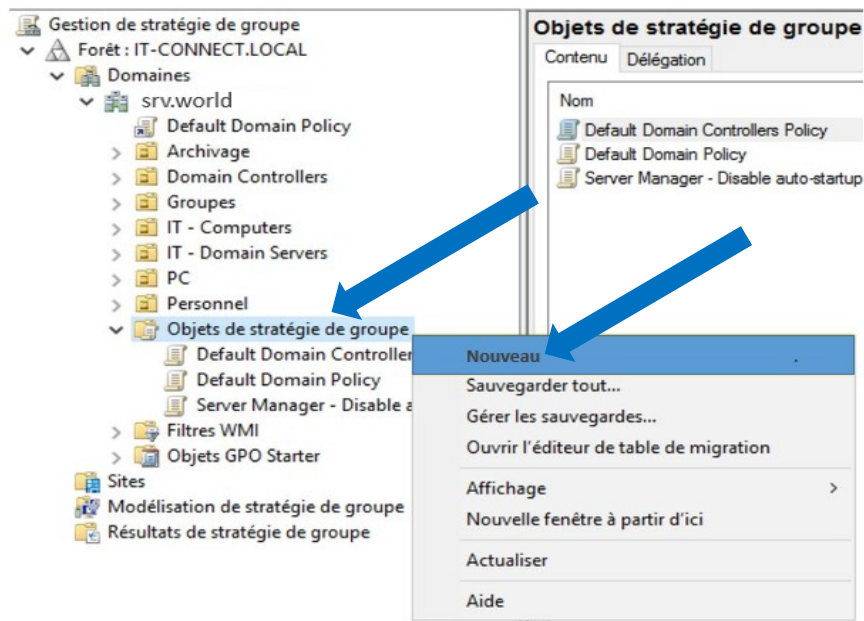 Gestion de stratégie de groupe
Forêt : IT-CONNECT.LOCAL
Domaines
srv.world
Default Domain Policy
Archivage
Domain Controllers
Groupes
IT - Computers
IT - Domain Servers
PC
Personnel
Objets de stratégie de groupe
Default Domain Controller
Default Domain Policy
Server Manager - Disable a
Filtres WMI
Objets GPO Starter
Sites
Modélisation de stratégie de groupe
Résultats de stratégie de groupe
Objets de stratégie de groupe
Contenu Délégation
Nom
Default Domain Controllers Policy
Default Domain Policy
Server Manager - Disable auto-startup
Nouveau .
Sauvegarder tout...
Gérer les sauvegardes...
Ouvrir l'éditeur de table de migration
Affichage >
Nouvelle fenêtre à partir d'ici
Actualiser
Aide